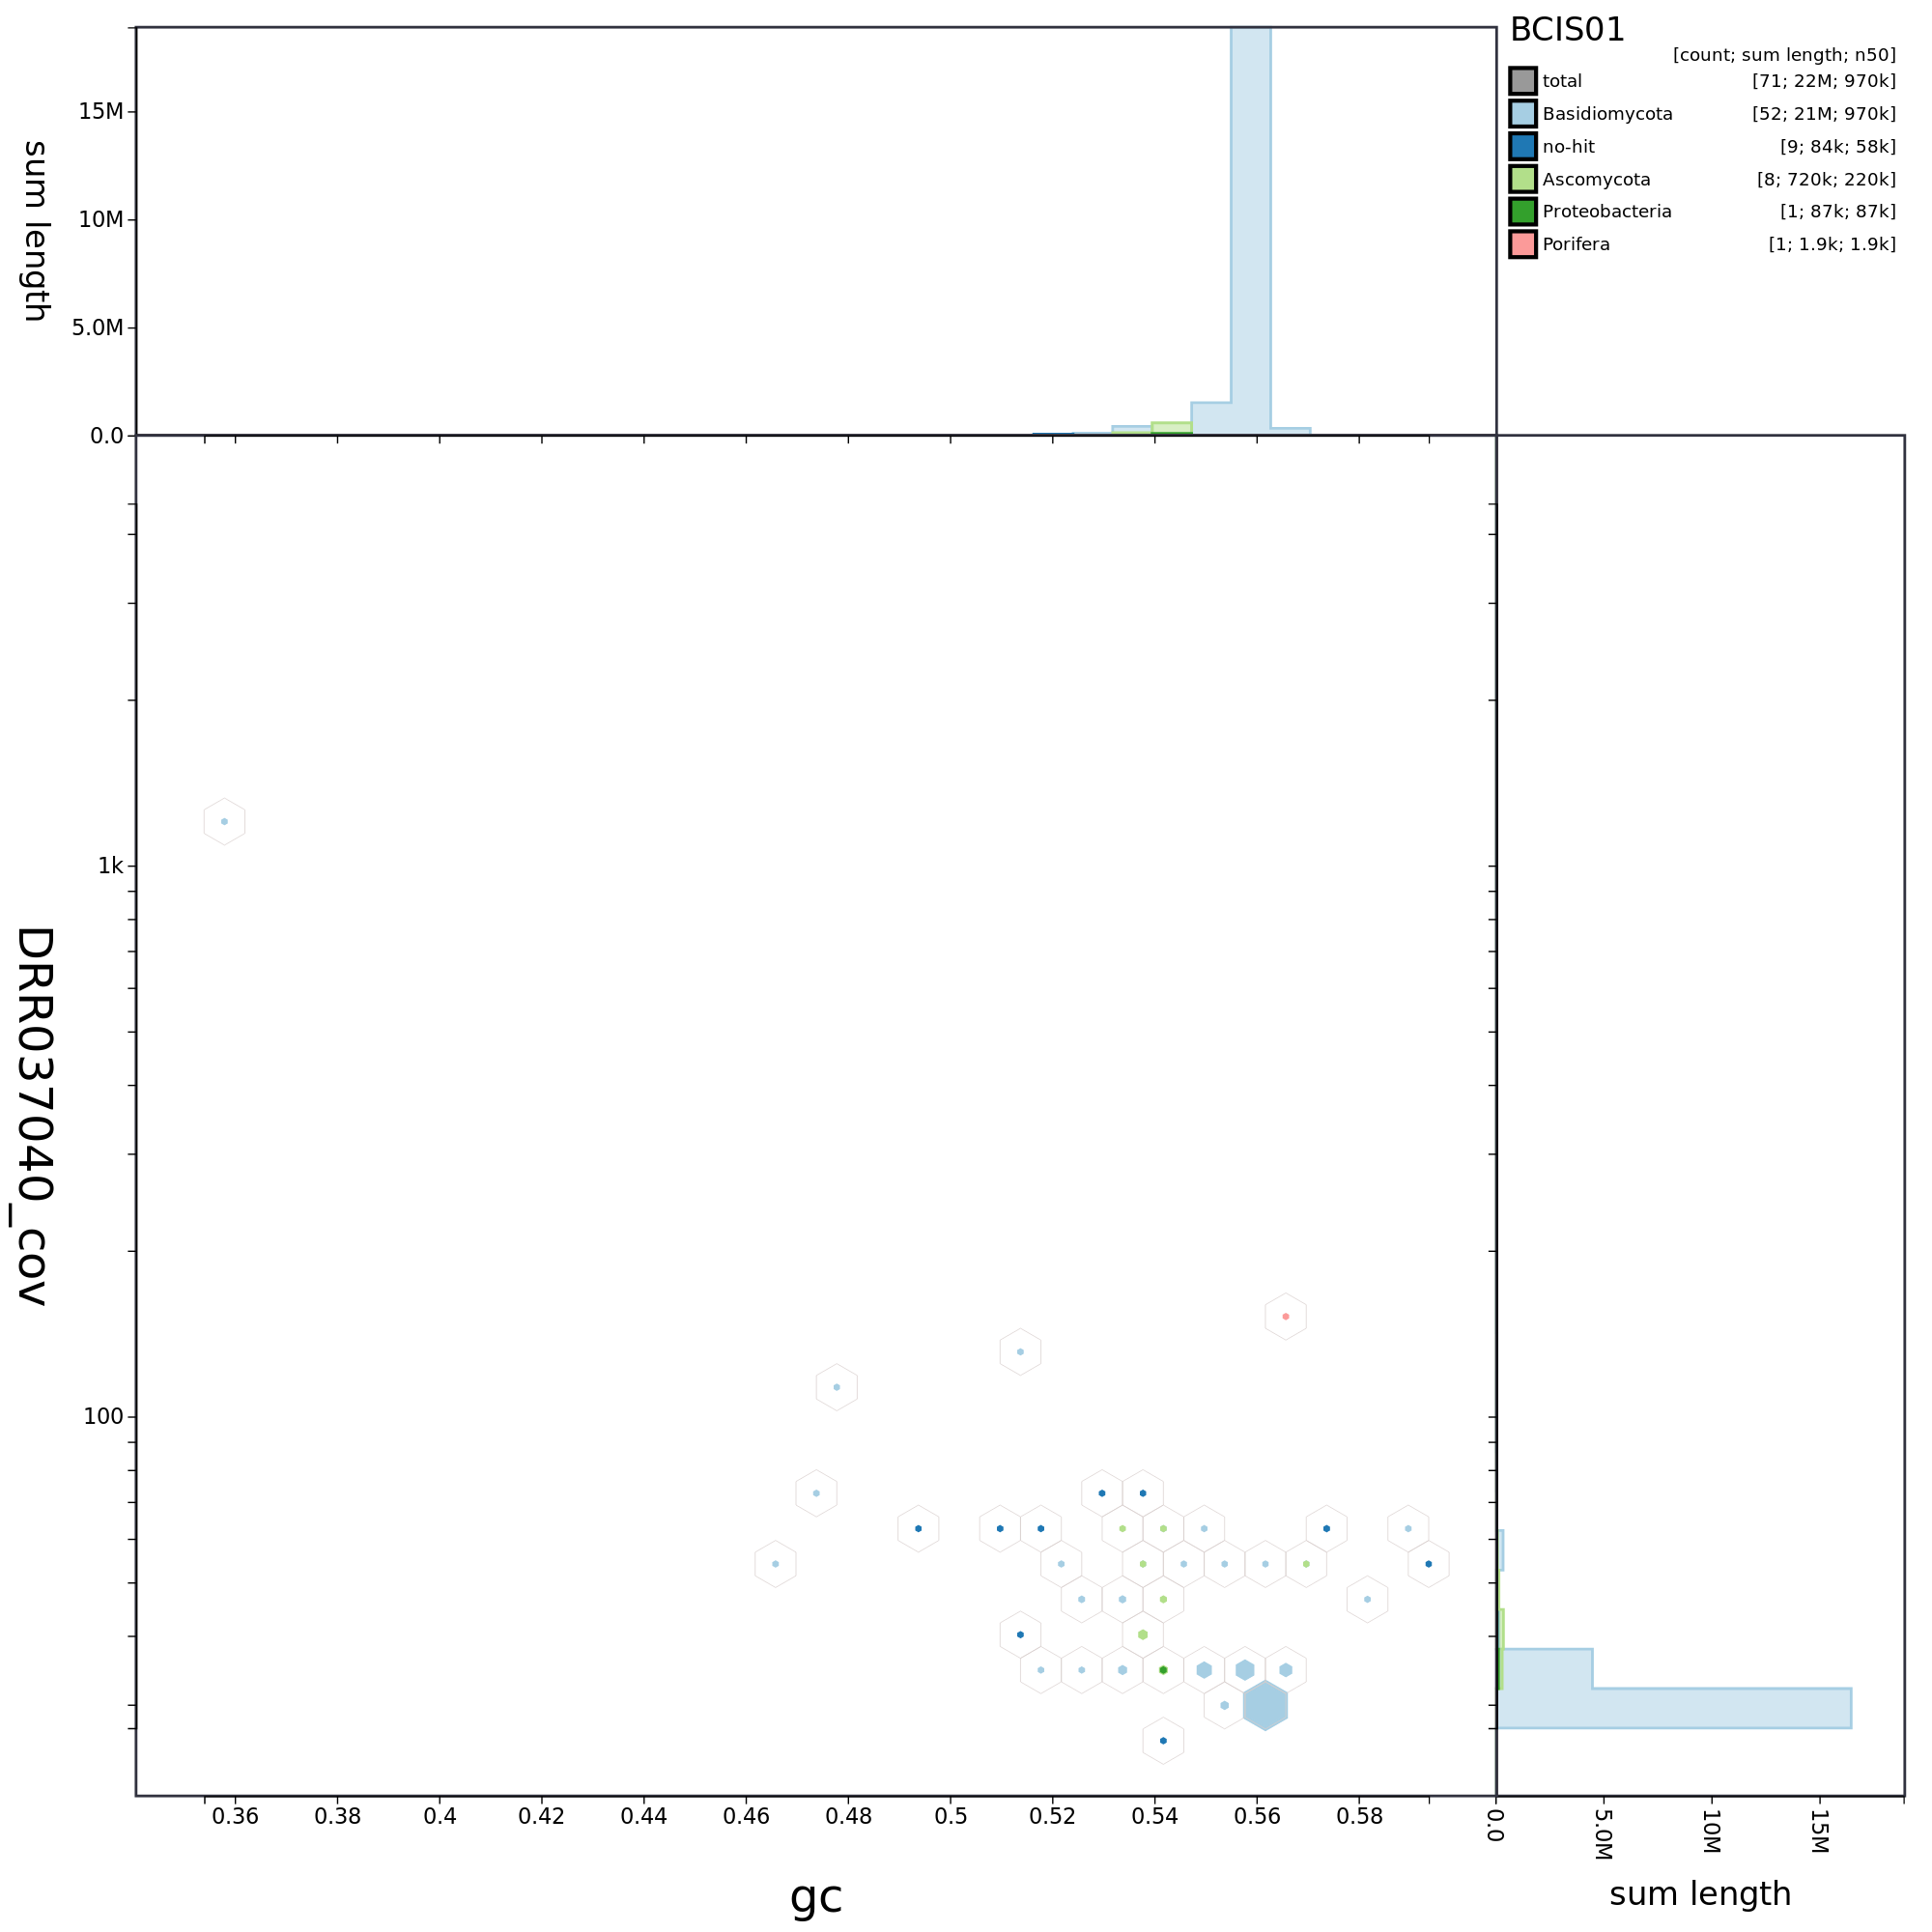 BCIS01
[count; sum length; n50]
total [71; 22M; 970k]
Basidiomycota [52; 21M; 970k]
no-hit [9; 84k; 58k]
Ascomycota [8; 720k; 220k]
Proteobacteria [1; 87k; 87k]
Porifera [1; 1.9k; 1.9k]
sum length
15M
10M
5.0M
0.0
DRR037040_cov
1k
100
0.36 0.38 0.4 0.42 0.44 0.46 0.48 0.5 0.52 0.54 0.56 0.58
gc
0.0 5.0M 10M 15M
sum length